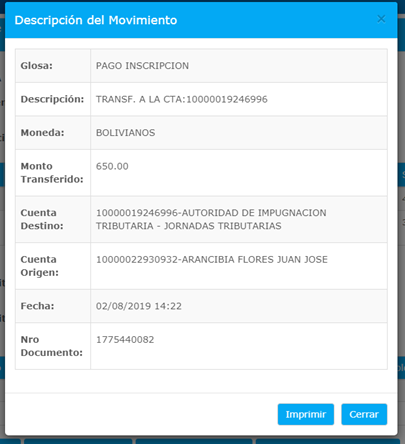 Descripción del Movimiento ×
Glosa: PAGO INSCRIPCION
Descripción: TRANSF. A LA CTA:10000019246996
Moneda: BOLIVIANOS
Monto 650.00
Transferido:
Cuenta 10000019246996-AUTORIDAD DE IMPUGNACION
Destino: TRIBUTARIA - JORNADAS TRIBUTARIAS
Cuenta 10000022930932-ARANCIBIA FLORES JUAN JOSE
Origen:
Fecha: 02/08/2019 14:22
Nro 1775440082
Documento:
Imprimir Cerrar